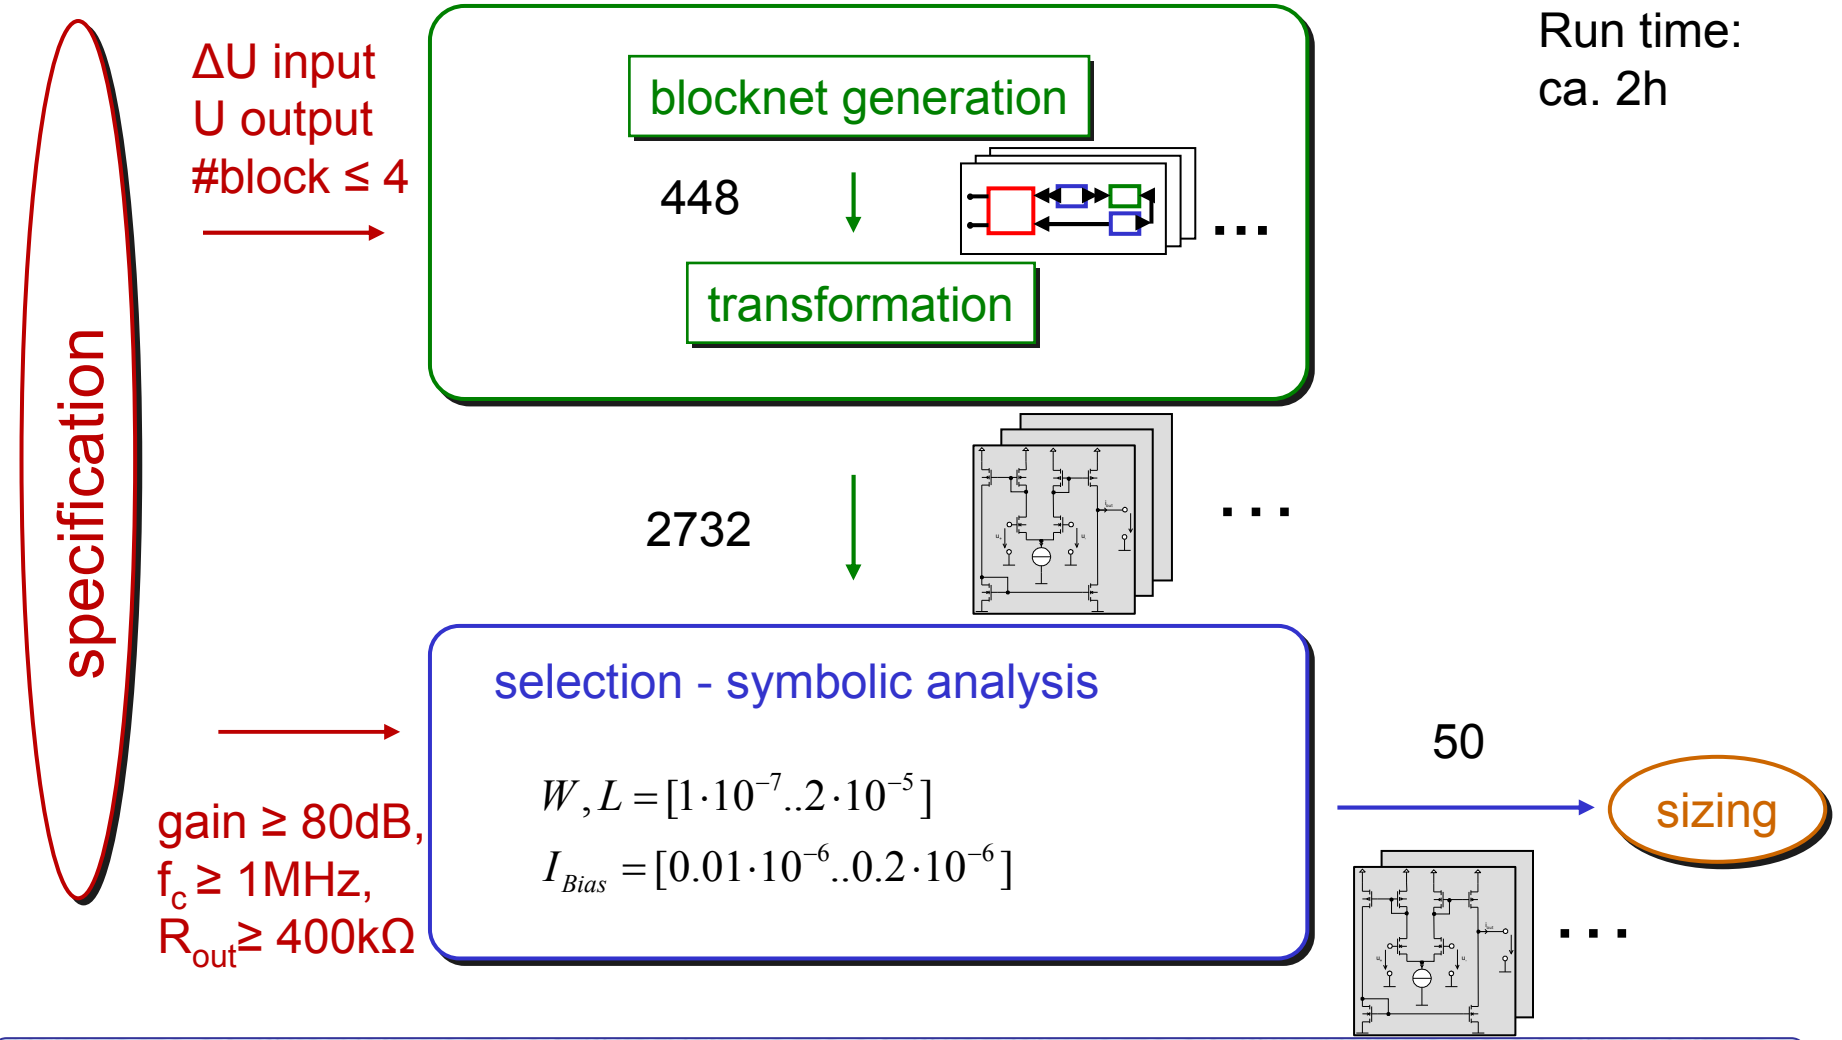 specification
ΔU input
U output
#block ≤ 4
blocknet generation
448
...
transformation
Run time:
ca. 2h
2732
...
selection - symbolic analysis
W, L = [1·10⁻⁷..2·10⁻⁵]
I_Bias = [0.01·10⁻⁶..0.2·10⁻⁶]
gain ≥ 80dB,
f_c ≥ 1MHz,
R_out ≥ 400kΩ
50
sizing
...